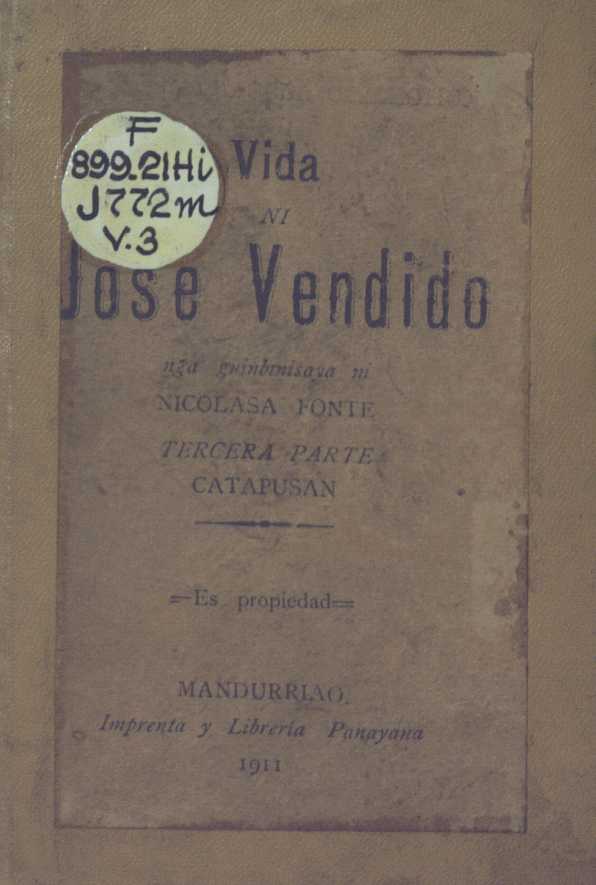 F
899.21Hi
J772m
V.3
Vida
NI
Jose Vendido
nga guinbinisaya ni
NICOLASA FONTE
TERCERA PARTE
CATAPUSAN
=Es propiedad=
MANDURRIAO.
Imprenta y Librería Panayana
1911